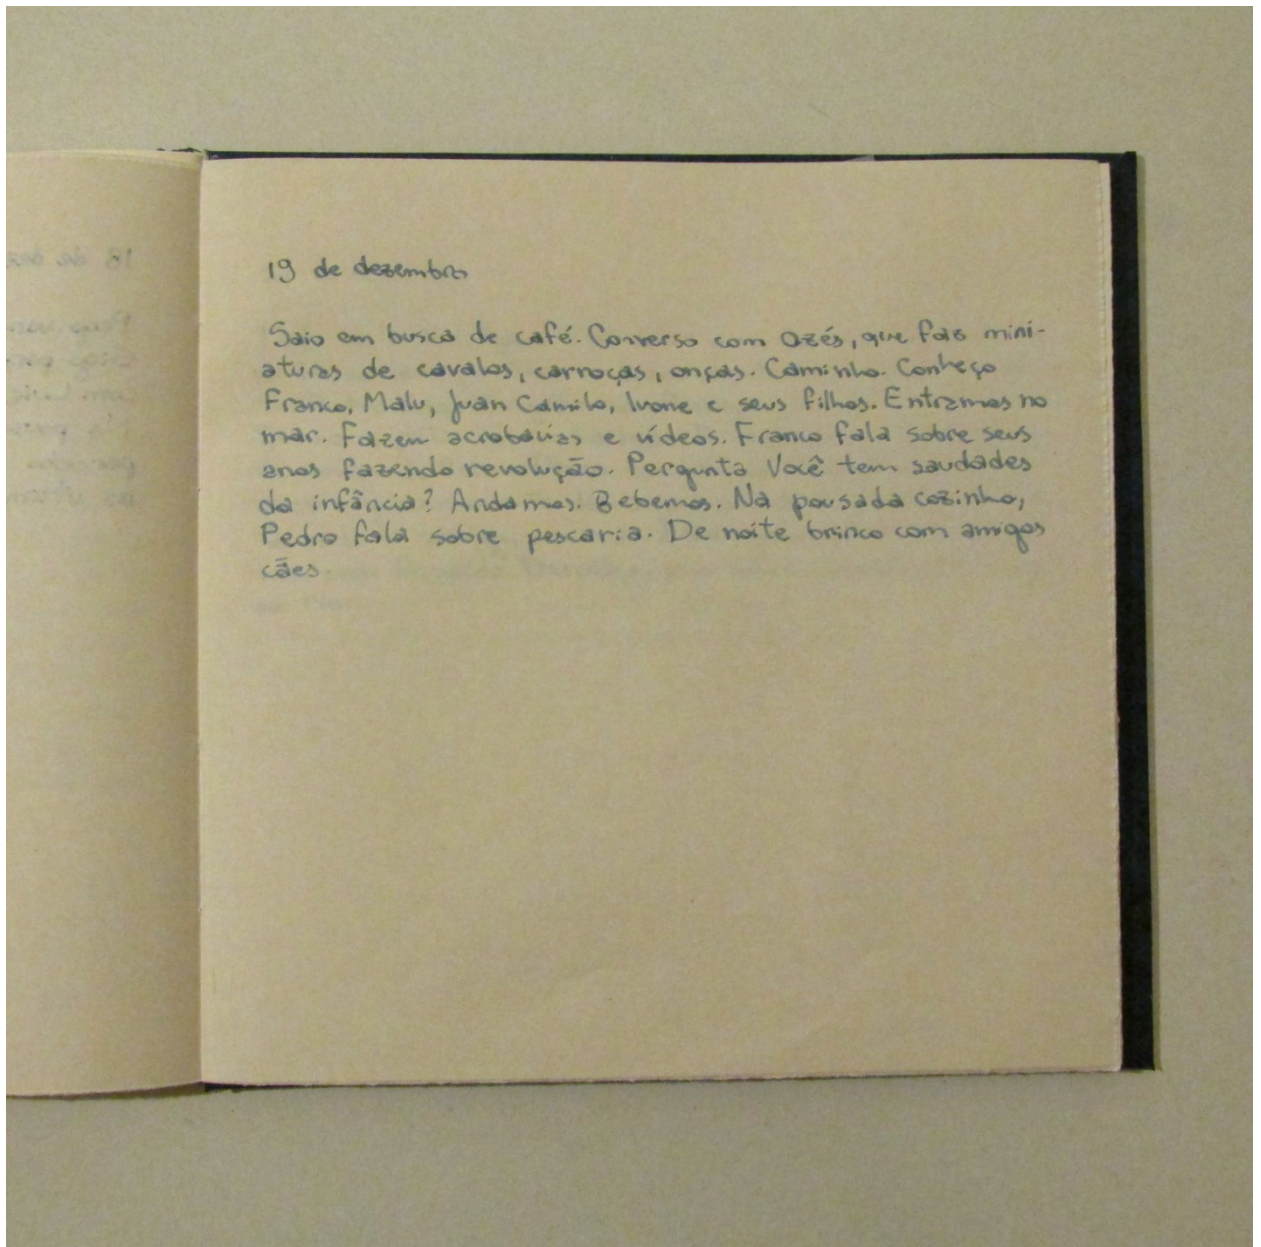 19 de dezembro
Saio em busca de café. Converso com Ozés, que faz mini-
aturas de cavalos, carroças, onças. Caminho. Conheço
Franco, Malu, Juan Camilo, Ivone e seus filhos. Entramos no
mar. Fazem acrobacias e vídeos. Franco fala sobre seus
anos fazendo revolução. Pergunta Você tem saudades
da infância? Andamos. Bebemos. Na pousada cozinho,
Pedro fala sobre pescaria. De noite brinco com amigos
cães.